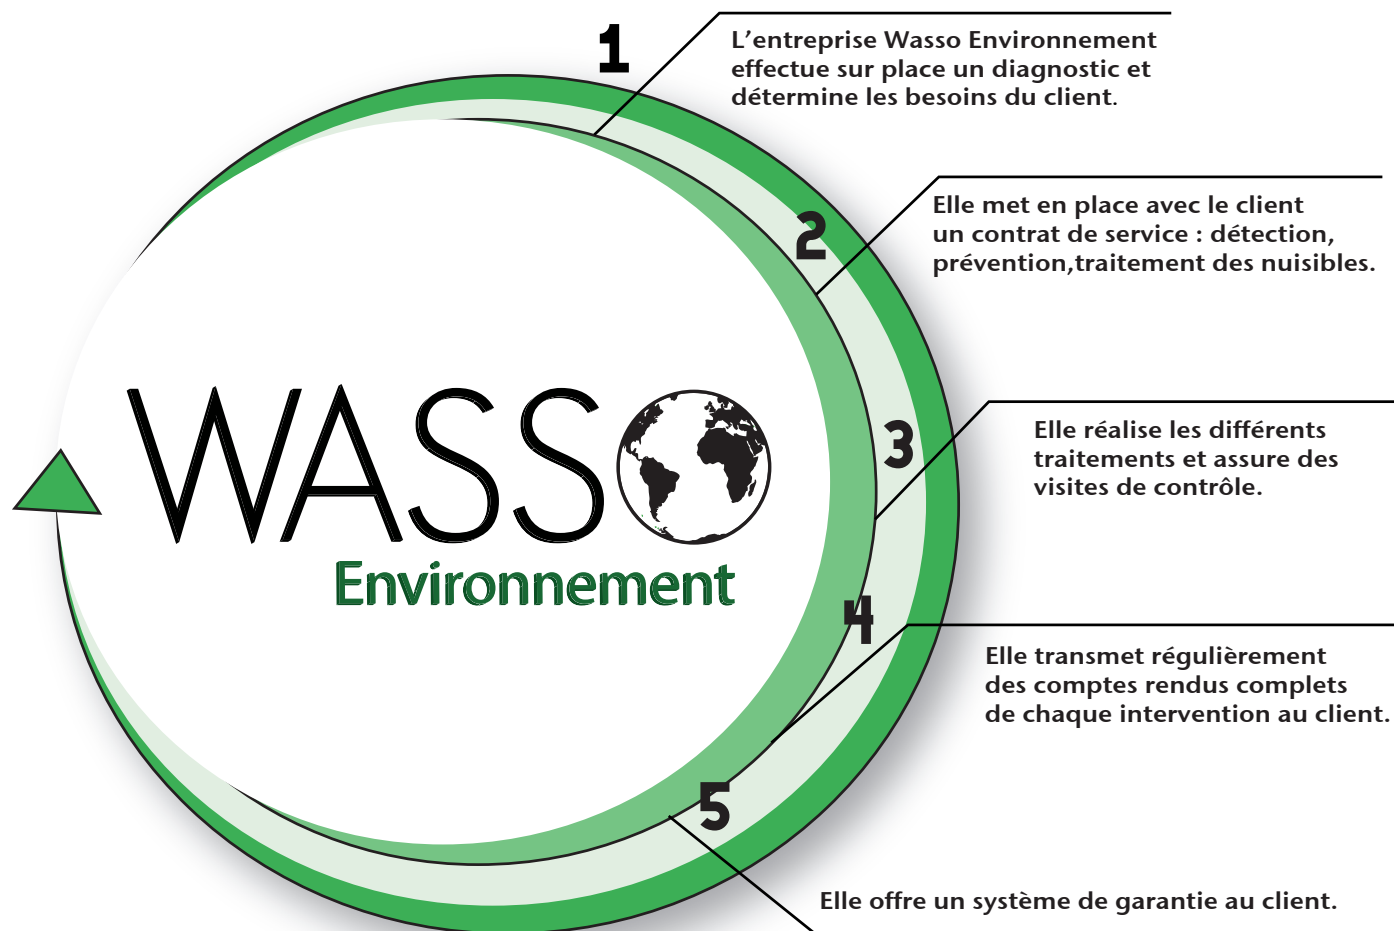 1
L'entreprise Wasso Environnement
effectue sur place un diagnostic et
détermine les besoins du client.
2
Elle met en place avec le client
un contrat de service : détection,
prévention,traitement des nuisibles.
3
Elle réalise les différents
traitements et assure des
visites de contrôle.
WASSO
Environnement
4
Elle transmet régulièrement
des comptes rendus complets
de chaque intervention au client.
5
Elle offre un système de garantie au client.